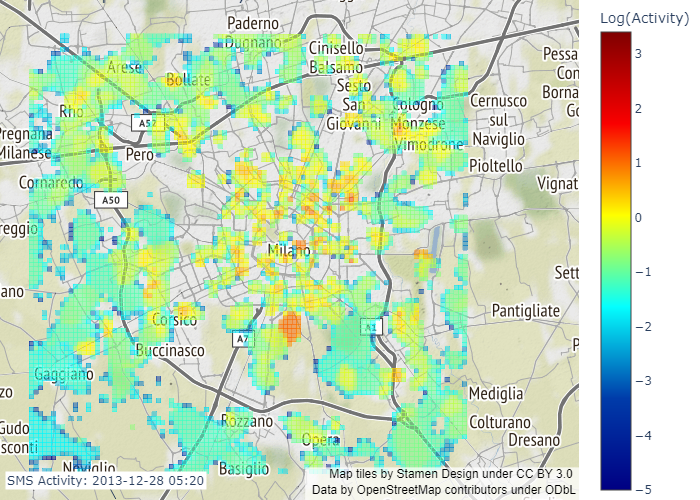 Log(Activity)
3
2
1
0
−1
−2
−3
−4
−5
Paderno
Dugnano
Cinisello
Balsamo
Sesto
San
Giovanni
Cologno
Monzese
Vimodrone
Cernusco
sul
Naviglio
Pioltello
Pessa
Con
Borna
Go
Arese
Bollate
Rho
A52
Pregnana
Milanese
Pero
Cornaredo
A50
reggio
Vignat
Milano
Sett
ano
Pantigliate
Corsico
A7
A1
Buccinasco
P
Gaggiano
zo
Mediglia
Colturano
Dresano
Rozzano
Opera
Gudo
sconti
Noviglio
Basiglio
SMS Activity: 2013-12-28 05:20
Map tiles by Stamen Design under CC BY 3.0
Data by OpenStreetMap contributors under ODbL